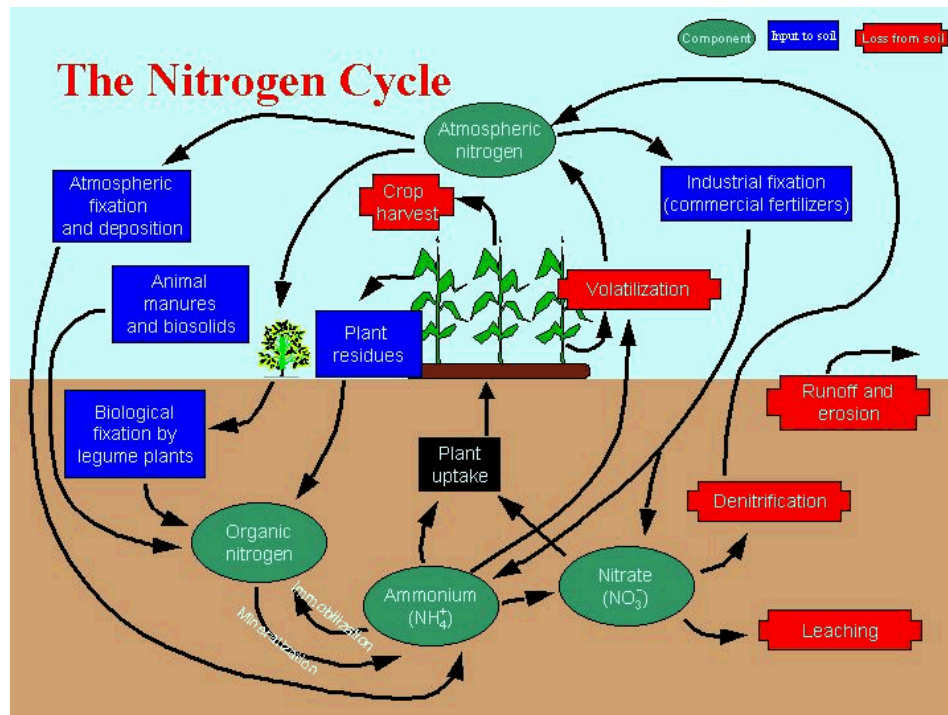 Component
Input to soil
Loss from soil
The Nitrogen Cycle
Atmospheric
nitrogen
Atmospheric
fixation
and deposition
Crop
harvest
Industrial fixation
(commercial fertilizers)
Animal
manures
and biosolids
Plant
residues
Volatilization
Biological
fixation by
legume plants
Plant
uptake
Runoff and
erosion
Denitrification
Organic
nitrogen
Ammonium
(NH₄⁺)
Nitrate
(NO₃⁻)
Immobilization
Mineralization
Leaching